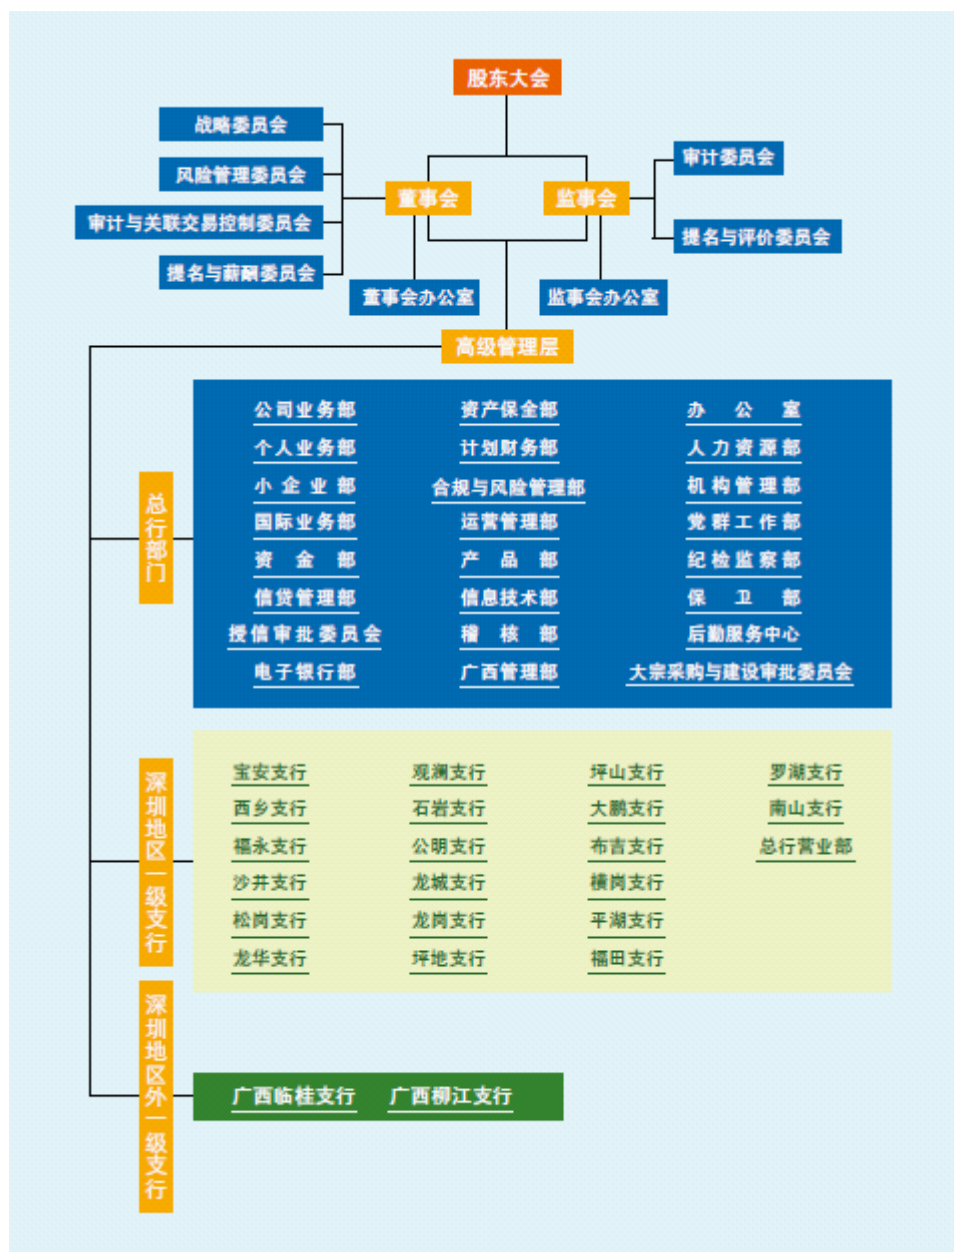 股东大会
战略委员会
风险管理委员会
审计与关联交易控制委员会
提名与薪酬委员会
董事会
监事会
审计委员会
提名与评价委员会
董事会办公室
监事会办公室
高级管理层
总行部门
公司业务部 资产保全部 办公室
个人业务部 计划财务部 人力资源部
小企业部 合规与风险管理部 机构管理部
国际业务部 运营管理部 党群工作部
资金部 产品部 纪检监察部
信贷管理部 信息技术部 保卫部
授信审批委员会 稽核部 后勤服务中心
电子银行部 广西管理部 大宗采购与建设审批委员会
深圳地区一级支行
宝安支行 观澜支行 坪山支行 罗湖支行
西乡支行 石岩支行 大鹏支行 南山支行
福永支行 公明支行 布吉支行 总行营业部
沙井支行 龙城支行 横岗支行
松岗支行 龙岗支行 平湖支行
龙华支行 坪地支行 福田支行
深圳地区外一级支行
广西临桂支行 广西柳江支行